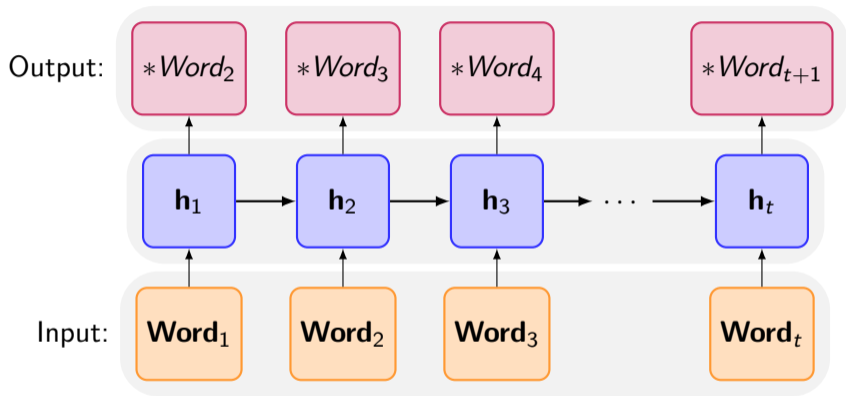 Output: *Word₂ *Word₃ *Word₄ *Wordₜ₊₁
h₁ h₂ h₃ ··· hₜ
Input: Word₁ Word₂ Word₃ Wordₜ